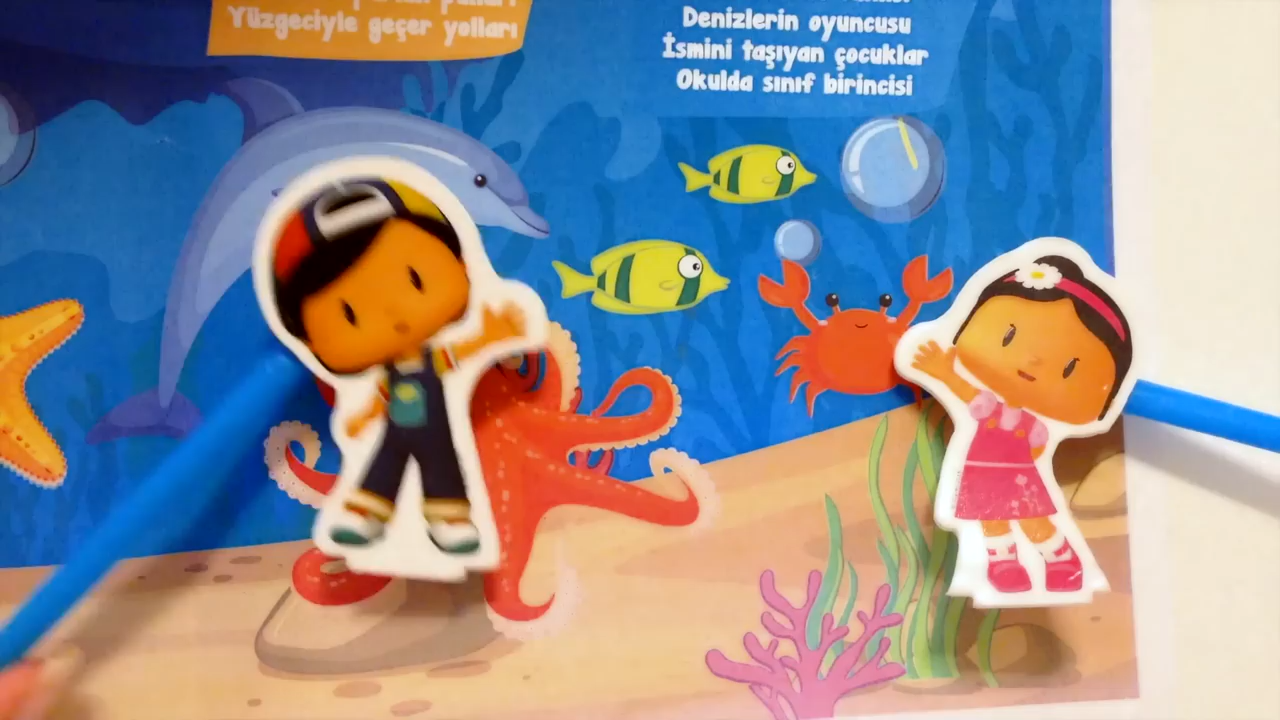 Yüzgeciyle geçer yolları
Denizlerin oyuncusu
İsmini taşıyan çocuklar
Okulda sınıf birincisi